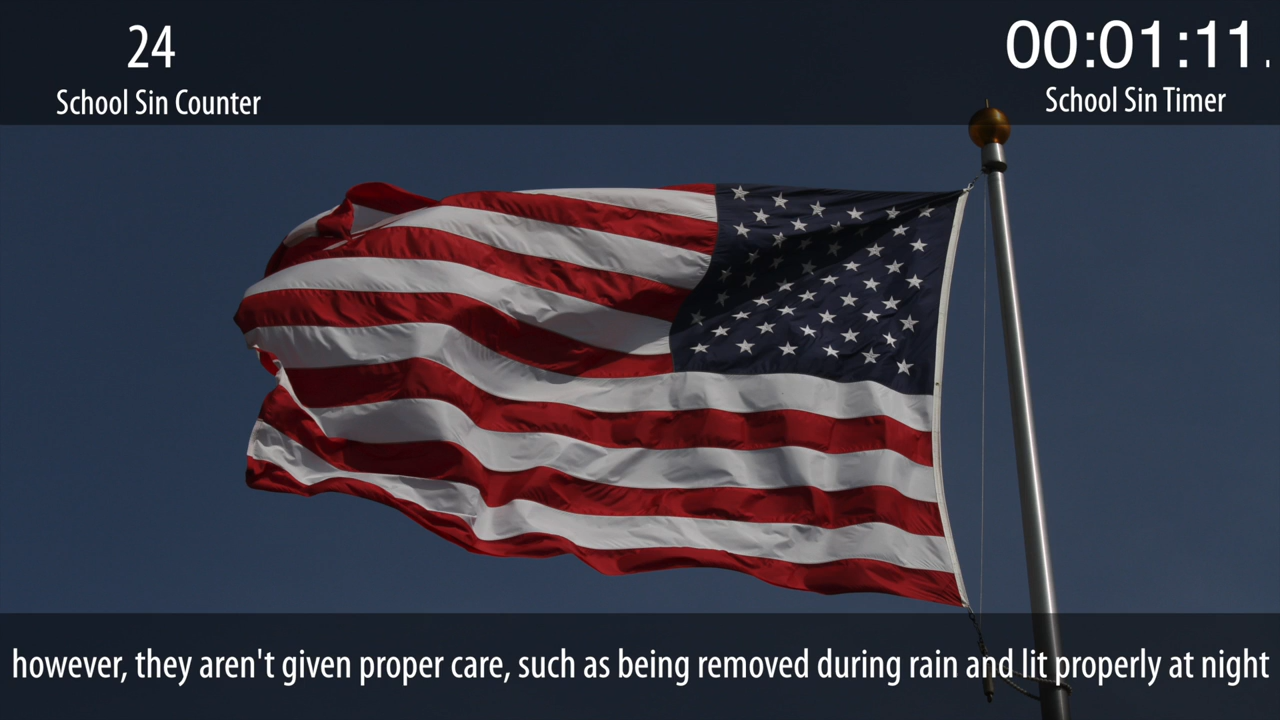 24
School Sin Counter
00:01:11.
School Sin Timer
however, they aren't given proper care, such as being removed during rain and lit properly at night